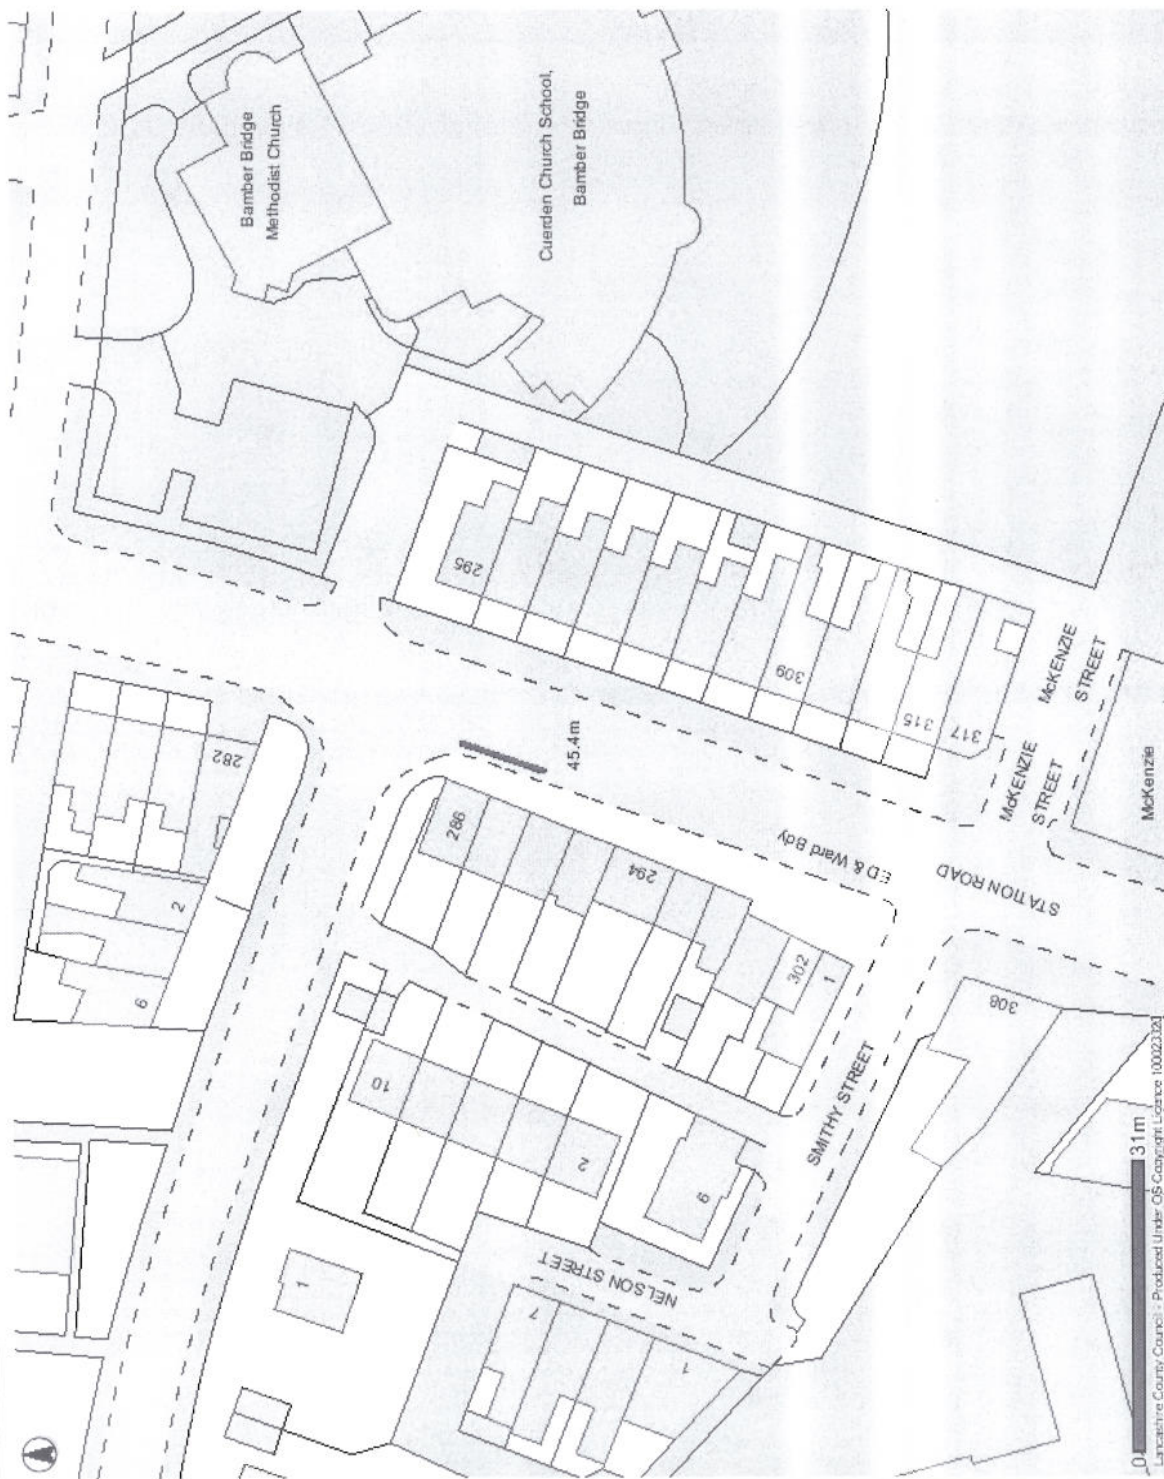 Bamber Bridge
Methodist Church
Cuerden Church School,
Bamber Bridge
295
309
315
317
McKENZIE
STREET
McKENZIE
STREET
McKenzie
282
2
6
286
294
302
1
45.4m
ED & Ward Bdy
STATION ROAD
308
SMITHY STREET
10
2
9
NELSON STREET
1
7
1
0
31m
Lancashire County Council - Produced Under OS Copyright Licence 100023320